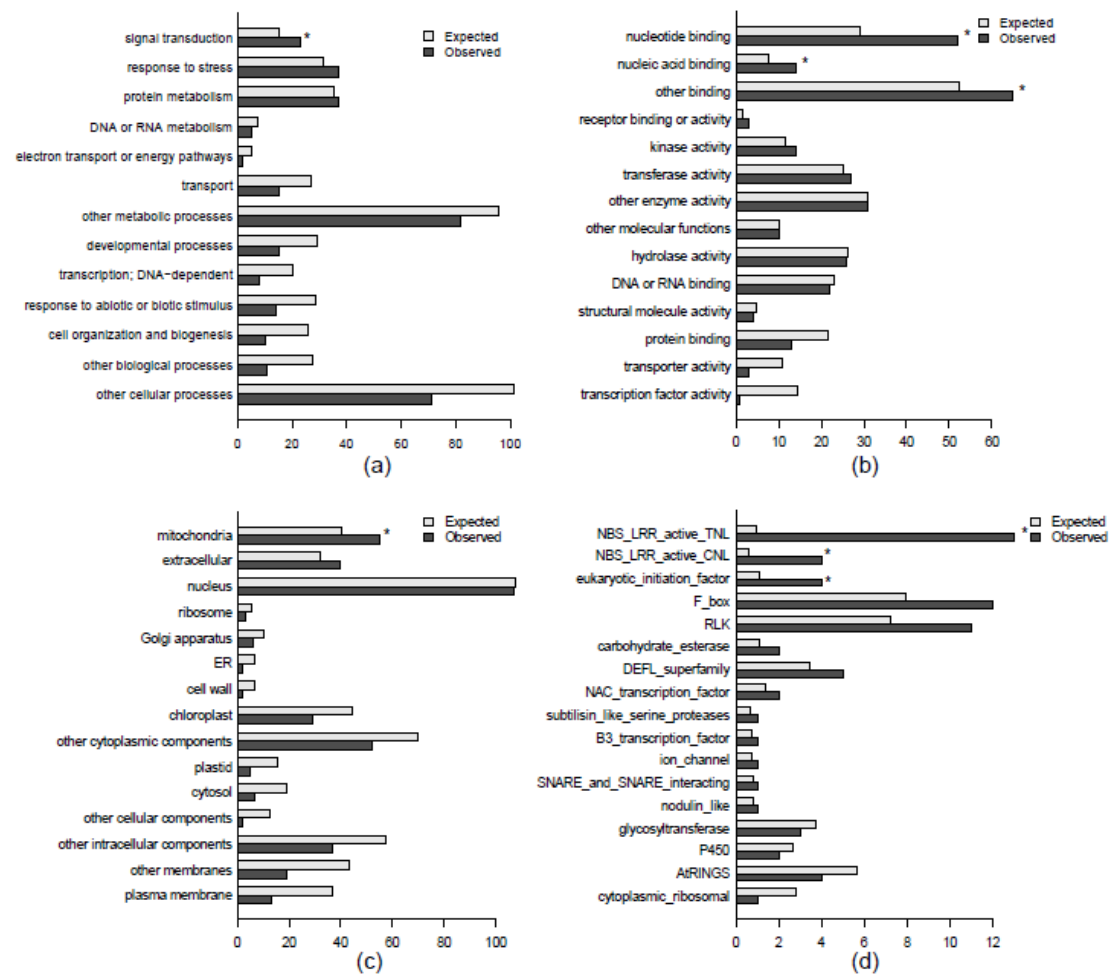 signal transduction
response to stress
protein metabolism
DNA or RNA metabolism
electron transport or energy pathways
transport
other metabolic processes
developmental processes
transcription; DNA−dependent
response to abiotic or biotic stimulus
cell organization and biogenesis
other biological processes
other cellular processes
*
Expected
Observed
0 20 40 60 80 100
(a)
nucleotide binding
nucleic acid binding
other binding
receptor binding or activity
kinase activity
transferase activity
other enzyme activity
other molecular functions
hydrolase activity
DNA or RNA binding
structural molecule activity
protein binding
transporter activity
transcription factor activity
*
*
*
Expected
Observed
0 10 20 30 40 50 60
(b)
mitochondria
extracellular
nucleus
ribosome
Golgi apparatus
ER
cell wall
chloroplast
other cytoplasmic components
plastid
cytosol
other cellular components
other intracellular components
other membranes
plasma membrane
*
Expected
Observed
0 20 40 60 80 100
(c)
NBS_LRR_active_TNL
NBS_LRR_active_CNL
eukaryotic_initiation_factor
F_box
RLK
carbohydrate_esterase
DEFL_superfamily
NAC_transcription_factor
subtilisin_like_serine_proteases
B3_transcription_factor
ion_channel
SNARE_and_SNARE_interacting
nodulin_like
glycosyltransferase
P450
AtRINGS
cytoplasmic_ribosomal
*
*
*
Expected
Observed
0 2 4 6 8 10 12
(d)